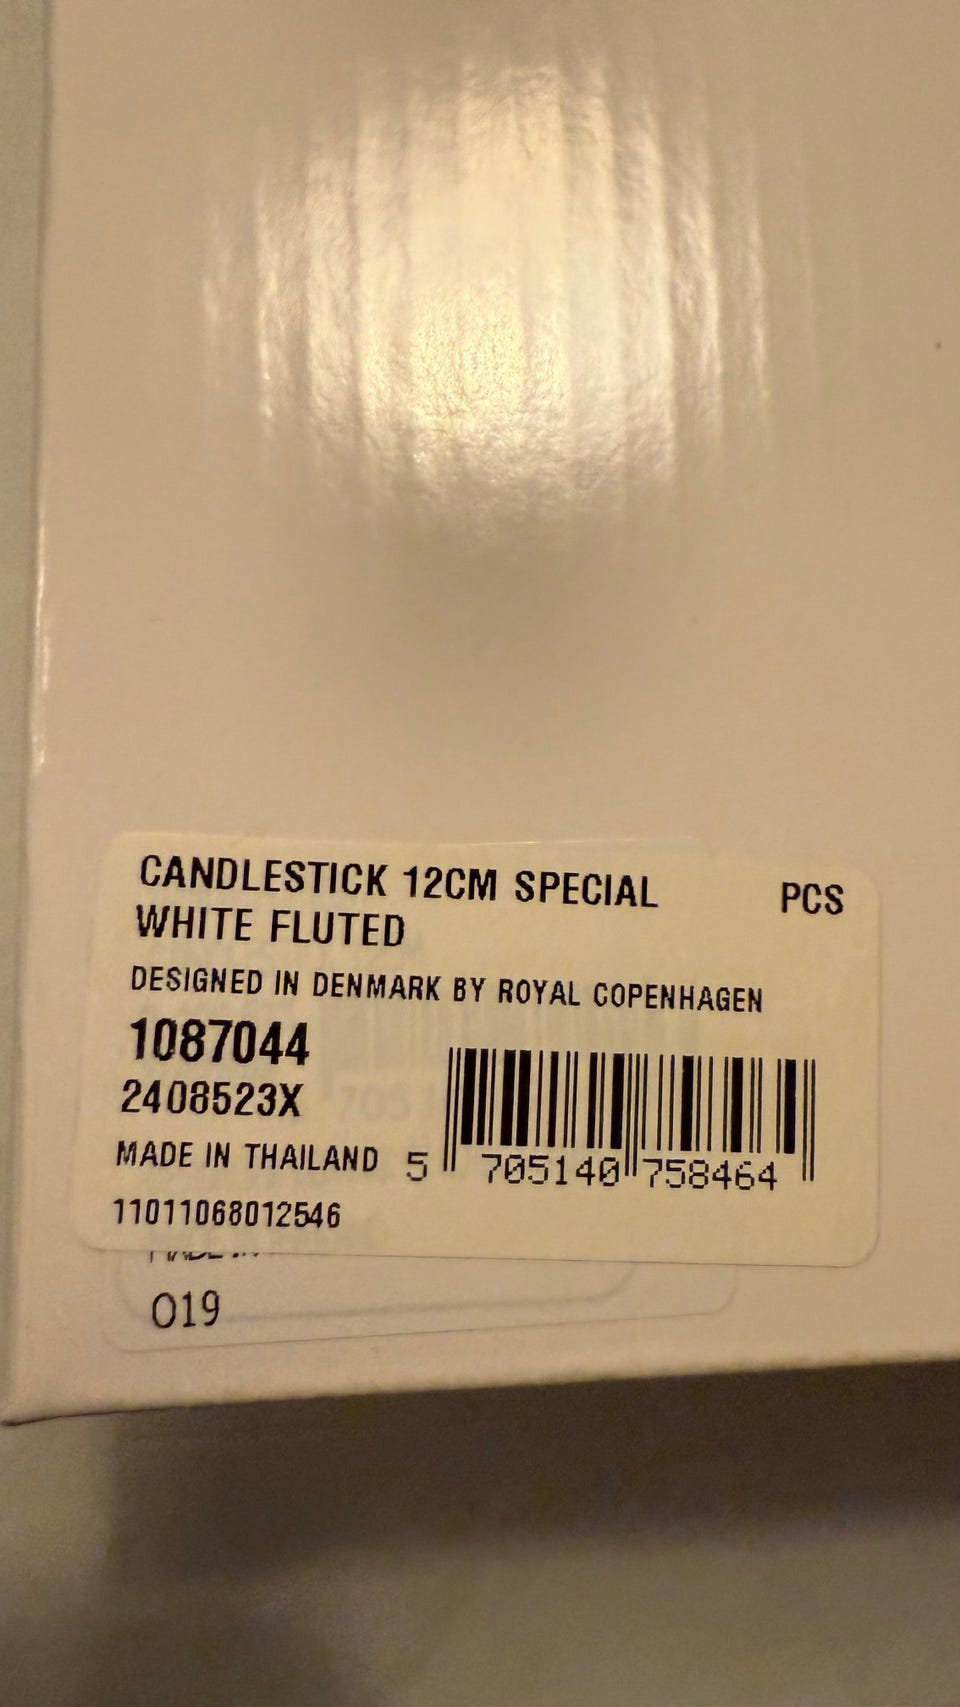 CANDLESTICK 12CM SPECIAL PCS
WHITE FLUTED
DESIGNED IN DENMARK BY ROYAL COPENHAGEN
1087044
2408523X
MADE IN THAILAND
5 705140 758464
11011068012546
019